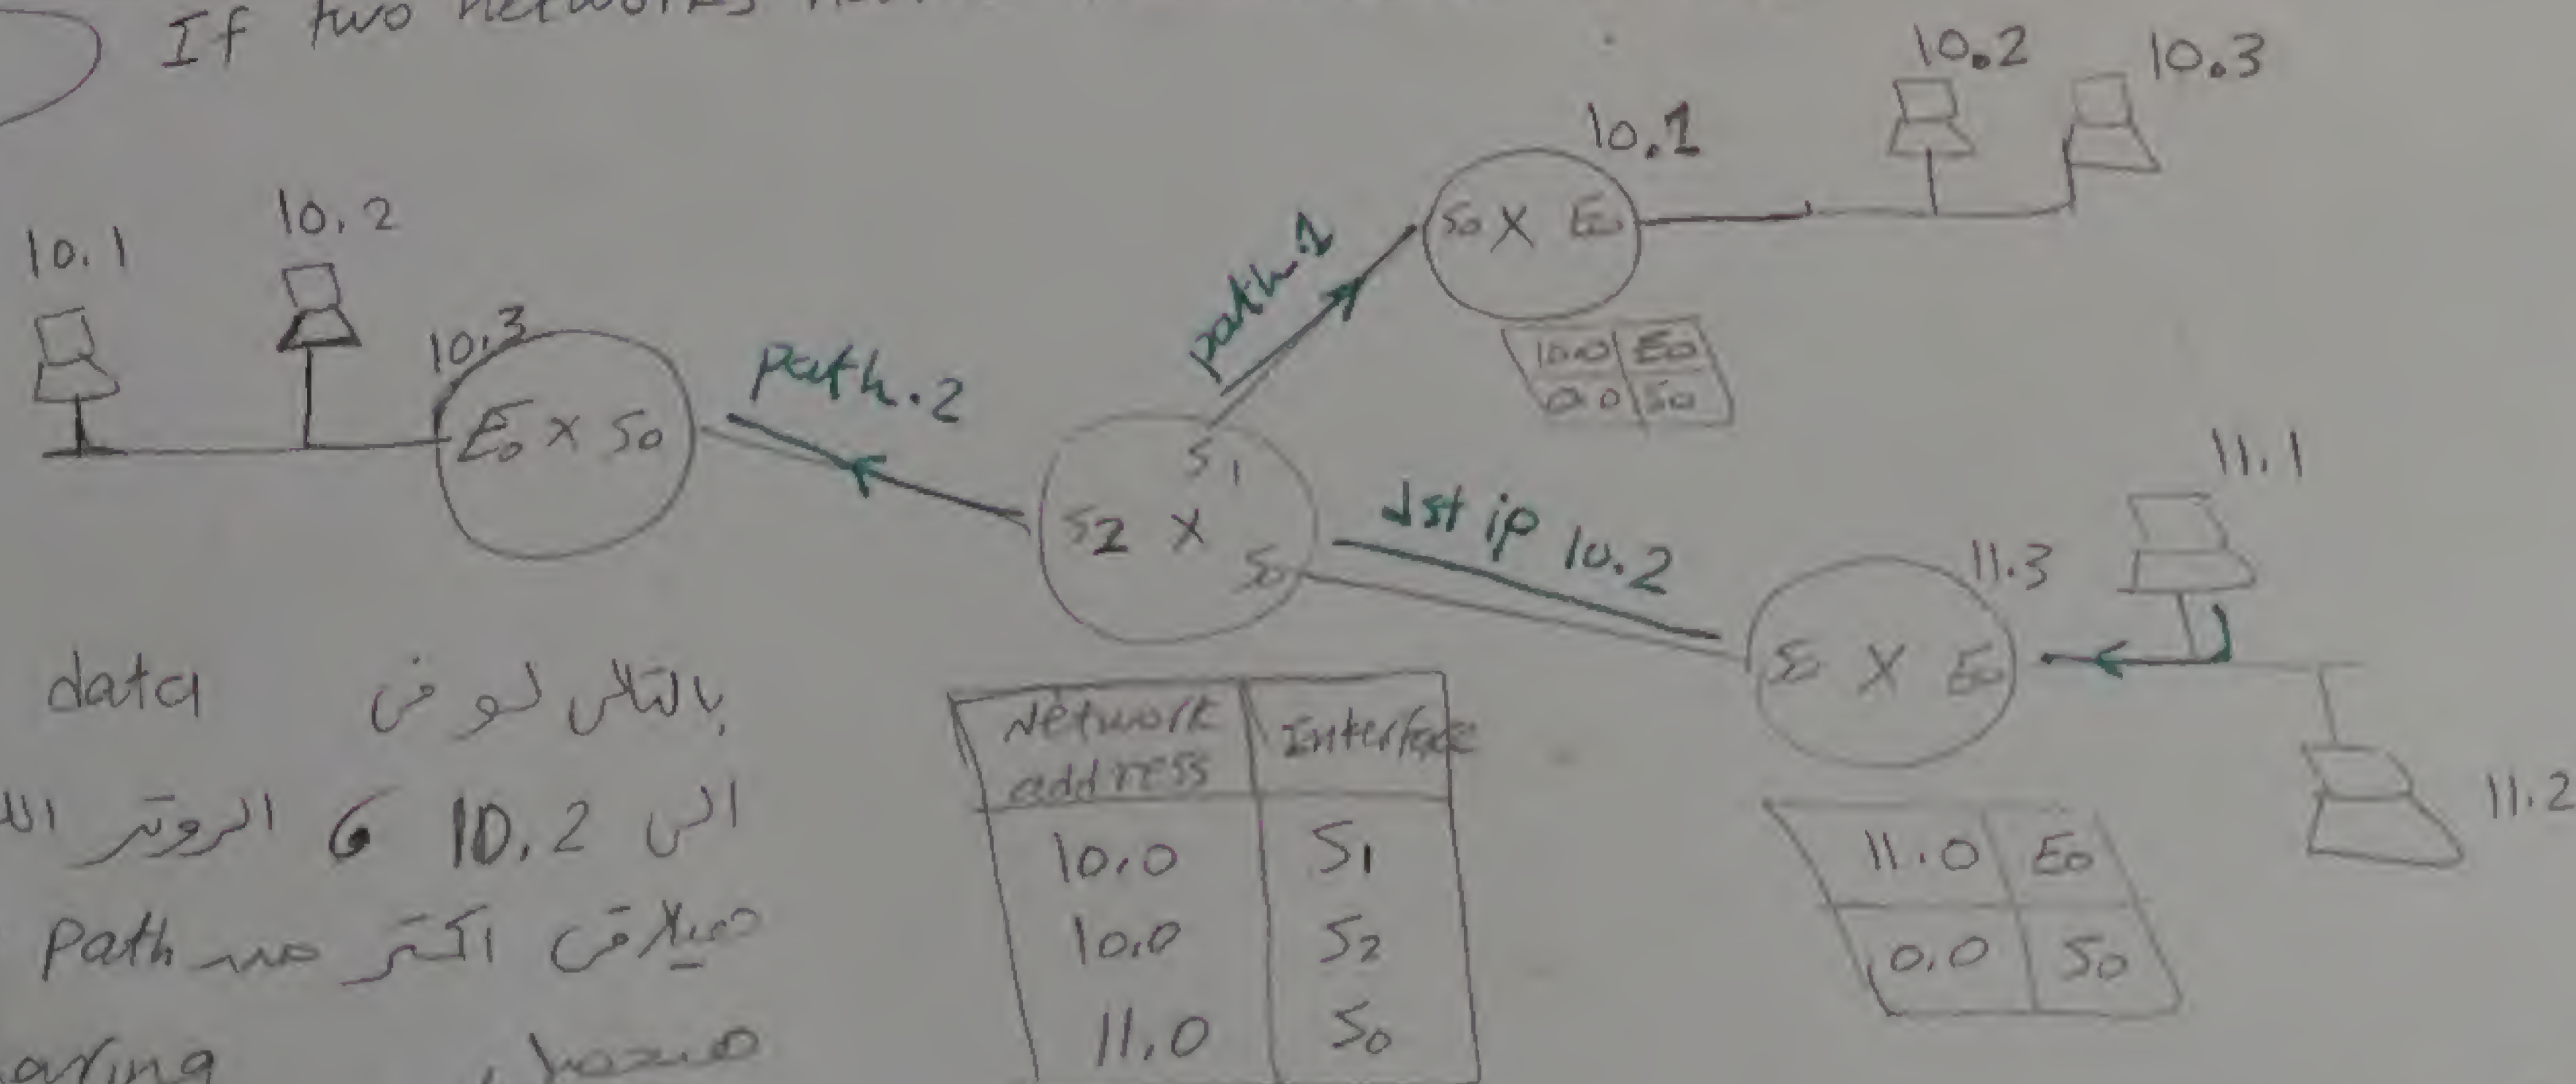 If two networks
10.2 10.3
10.1
S0 X E0
10.0 E0
0.0 S0
10.1
10.2
10.3
E0 X S0
path.2
path.1
S1
S2 X
S0
dst ip 10.2
11.1
11.3
S0 X E0
11.2
11.0 E0
0.0 S0
Network address Interface
10.0 S1
10.0 S2
11.0 S0
بالتالى لو فى data
الى 10.2 6 الروتر
هيلاقى اكتر من path
هيحصل